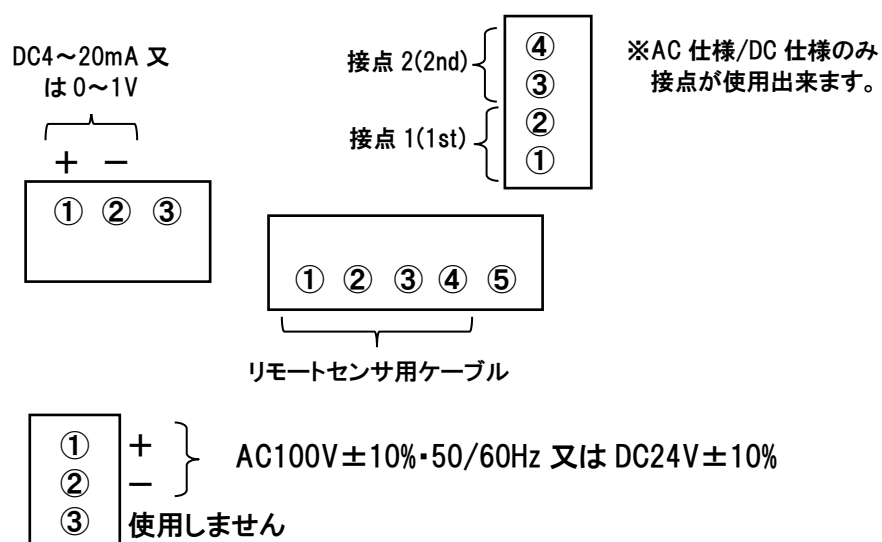 DC4～20mA 又
は 0～1V
＋ －
① ② ③
接点 2(2nd)
接点 1(1st)
④
③
②
①
※AC 仕様/DC 仕様のみ
接点が使用出来ます。
① ② ③ ④ ⑤
リモートセンサ用ケーブル
① ＋
② －
AC100V±10%・50/60Hz 又は DC24V±10%
③ 使用しません